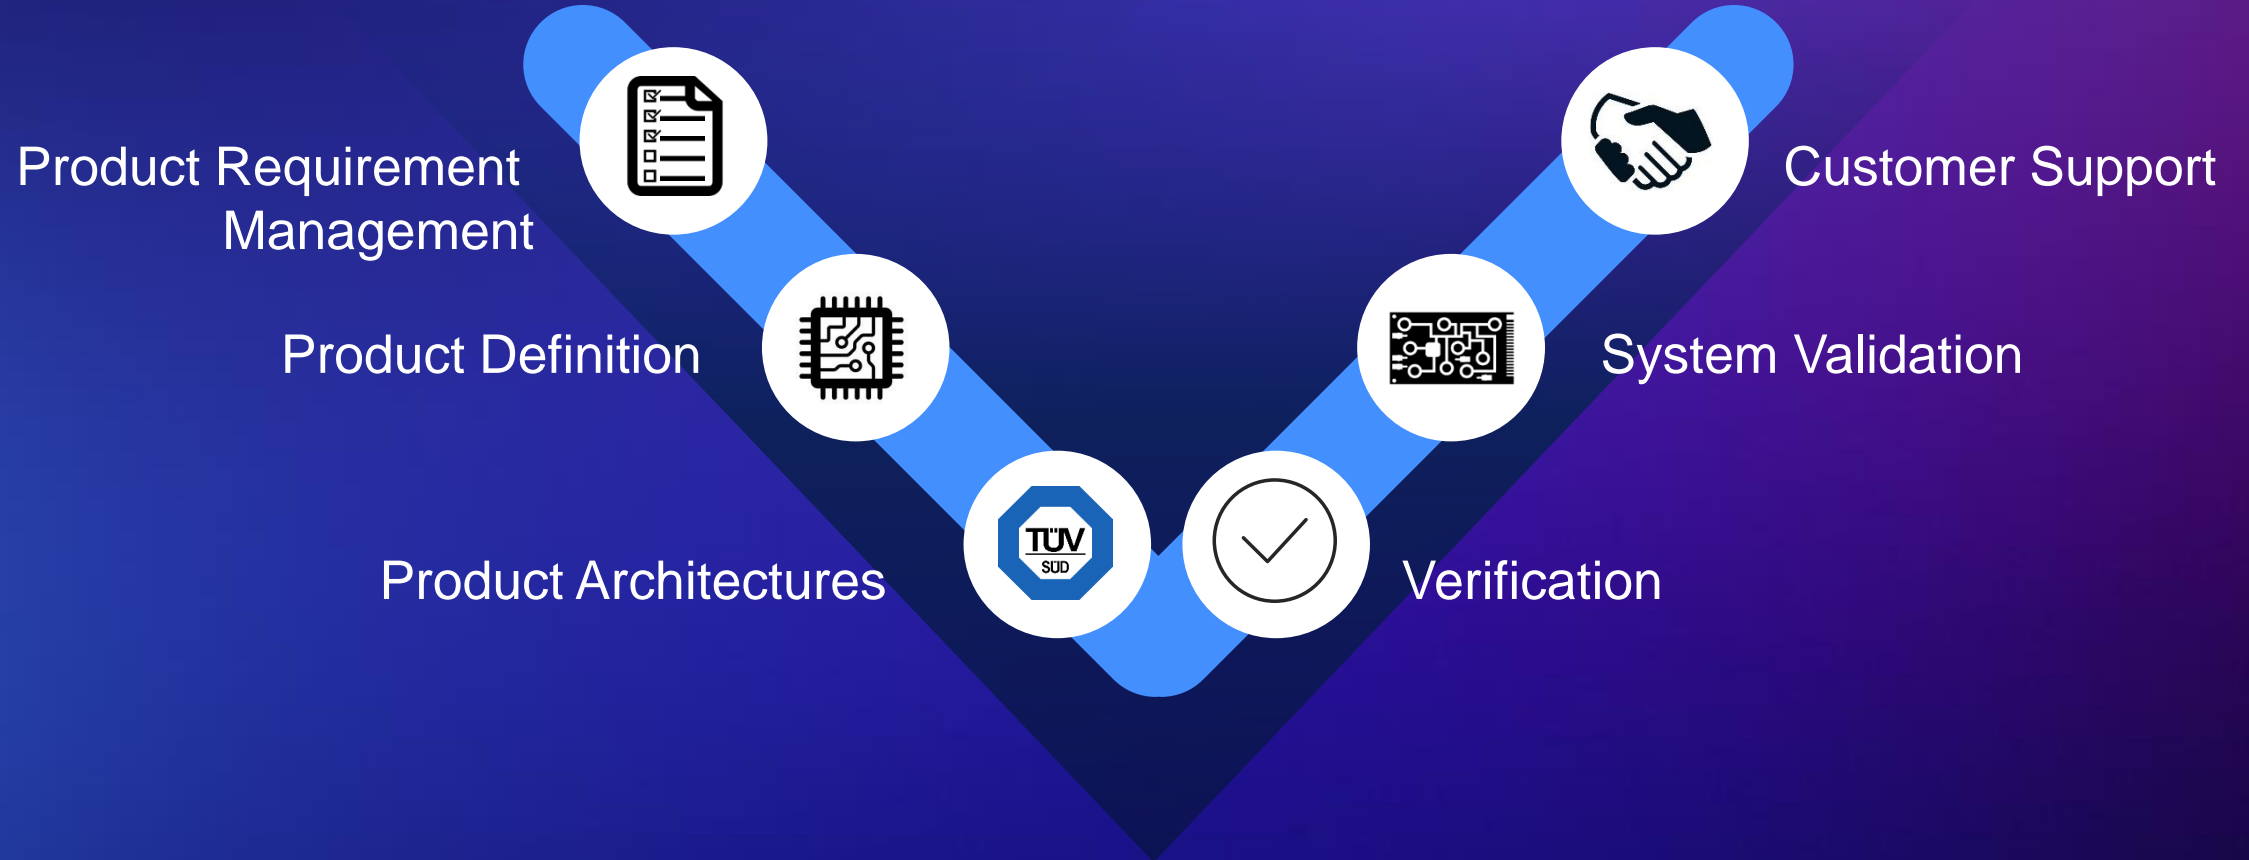 Product Requirement
Management
Customer Support
Product Definition
System Validation
TÜV
SÜD
Product Architectures
Verification